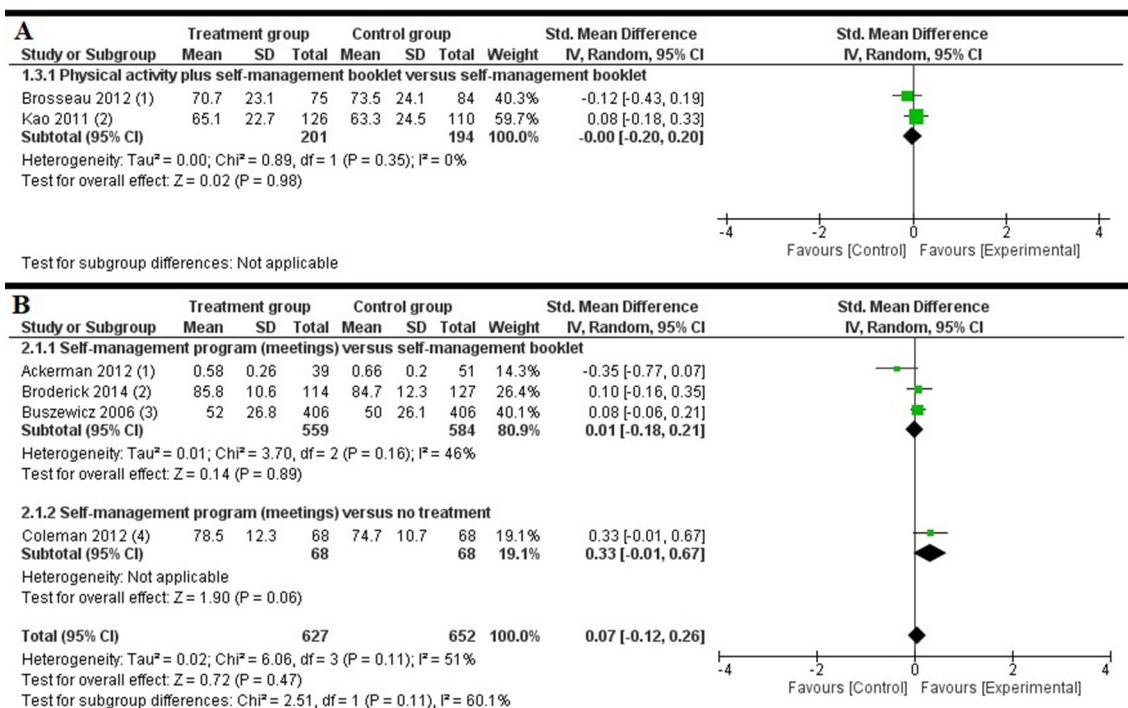 A
Treatment group Control group Std. Mean Difference Std. Mean Difference
Study or Subgroup Mean SD Total Mean SD Total Weight IV, Random, 95% CI IV, Random, 95% CI
1.3.1 Physical activity plus self-management booklet versus self-management booklet
Brosseau 2012 (1) 70.7 23.1 75 73.5 24.1 84 40.3% -0.12 [-0.43, 0.19]
Kao 2011 (2) 65.1 22.7 126 63.3 24.5 110 59.7% 0.08 [-0.18, 0.33]
Subtotal (95% CI) 201 194 100.0% -0.00 [-0.20, 0.20]
Heterogeneity: Tau² = 0.00; Chi² = 0.89, df = 1 (P = 0.35); I² = 0%
Test for overall effect: Z = 0.02 (P = 0.98)
-4 -2 0 2 4
Favours [Control] Favours [Experimental]
Test for subgroup differences: Not applicable
B
Treatment group Control group Std. Mean Difference Std. Mean Difference
Study or Subgroup Mean SD Total Mean SD Total Weight IV, Random, 95% CI IV, Random, 95% CI
2.1.1 Self-management program (meetings) versus self-management booklet
Ackerman 2012 (1) 0.58 0.26 39 0.66 0.2 51 14.3% -0.35 [-0.77, 0.07]
Broderick 2014 (2) 85.8 10.6 114 84.7 12.3 127 26.4% 0.10 [-0.16, 0.35]
Buszewicz 2006 (3) 52 26.8 406 50 26.1 406 40.1% 0.08 [-0.06, 0.21]
Subtotal (95% CI) 559 584 80.9% 0.01 [-0.18, 0.21]
Heterogeneity: Tau² = 0.01; Chi² = 3.70, df = 2 (P = 0.16); I² = 46%
Test for overall effect: Z = 0.14 (P = 0.89)
2.1.2 Self-management program (meetings) versus no treatment
Coleman 2012 (4) 78.5 12.3 68 74.7 10.7 68 19.1% 0.33 [-0.01, 0.67]
Subtotal (95% CI) 68 68 19.1% 0.33 [-0.01, 0.67]
Heterogeneity: Not applicable
Test for overall effect: Z = 1.90 (P = 0.06)
Total (95% CI) 627 652 100.0% 0.07 [-0.12, 0.26]
Heterogeneity: Tau² = 0.02; Chi² = 6.06, df = 3 (P = 0.11); I² = 51%
-4 -2 0 2 4
Test for overall effect: Z = 0.72 (P = 0.47)
Favours [Control] Favours [Experimental]
Test for subgroup differences: Chi² = 2.51, df = 1 (P = 0.11), I² = 60.1%